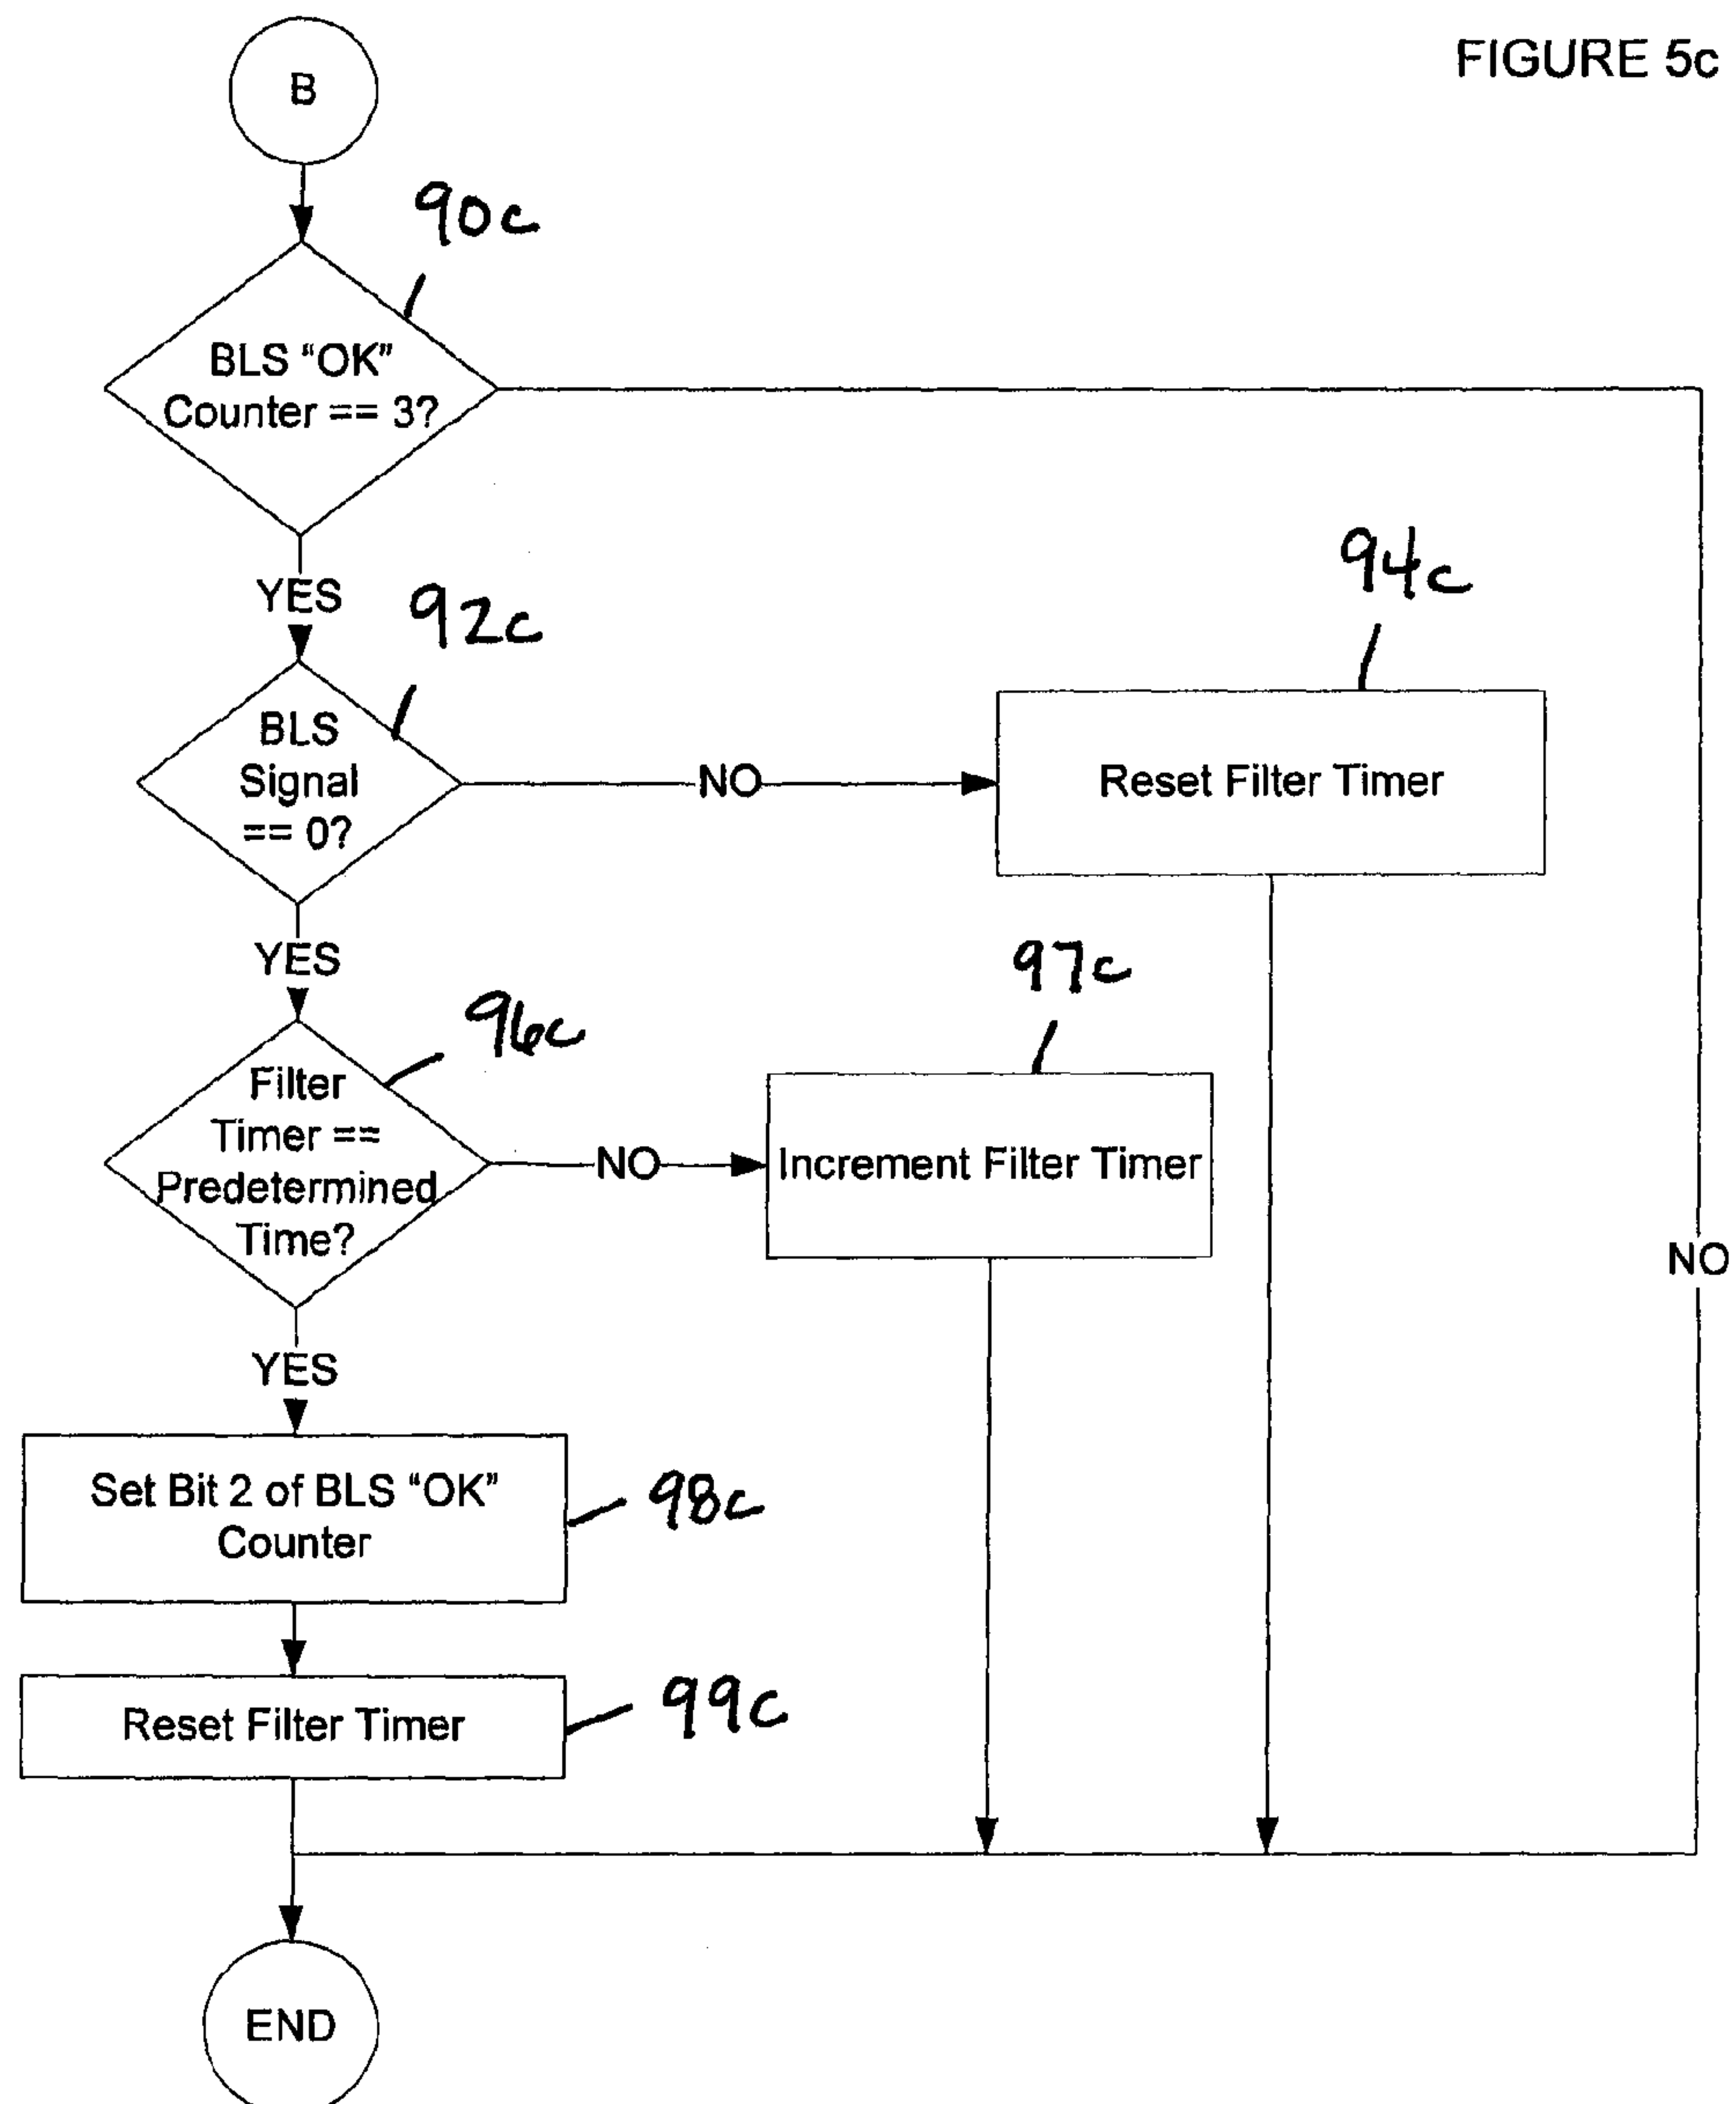 FIGURE 5c
B
90c
BLS “OK”
Counter == 3?
YES
92c
94c
BLS
Signal
== 0?
NO
Reset Filter Timer
YES
97c
96c
Filter
Timer ==
Predetermined
Time?
NO
Increment Filter Timer
NO
YES
Set Bit 2 of BLS “OK”
Counter
98c
Reset Filter Timer
99c
END